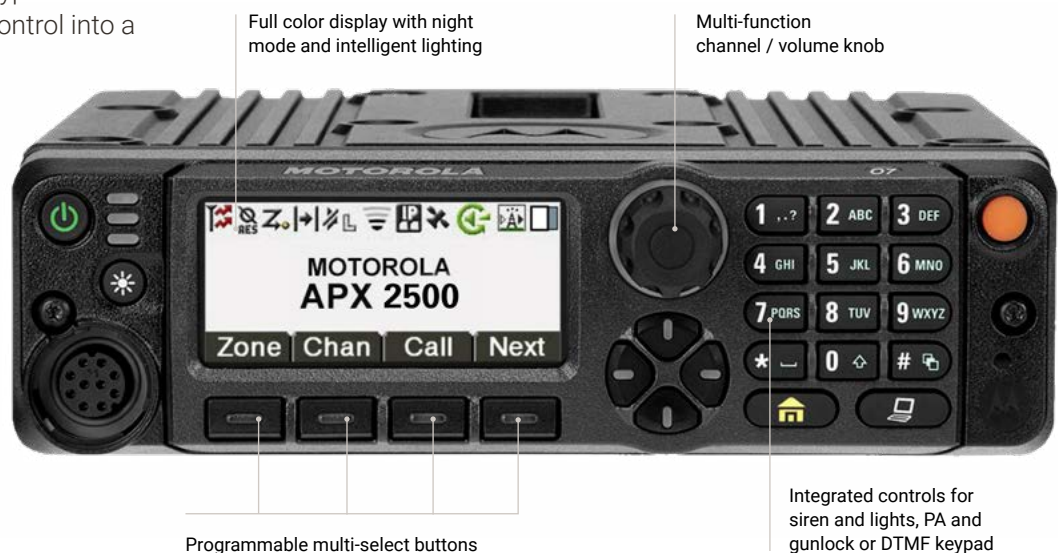 ontrol into a
Full color display with night
mode and intelligent lighting
Multi-function
channel / volume knob
MOTOROLA
O7
RES
L
MOTOROLA
APX 2500
Zone Chan Call Next
1 ,.? 2 ABC 3 DEF
4 GHI 5 JKL 6 MNO
7 PQRS 8 TUV 9 WXYZ
* 0 #
Programmable multi-select buttons
Integrated controls for
siren and lights, PA and
gunlock or DTMF keypad